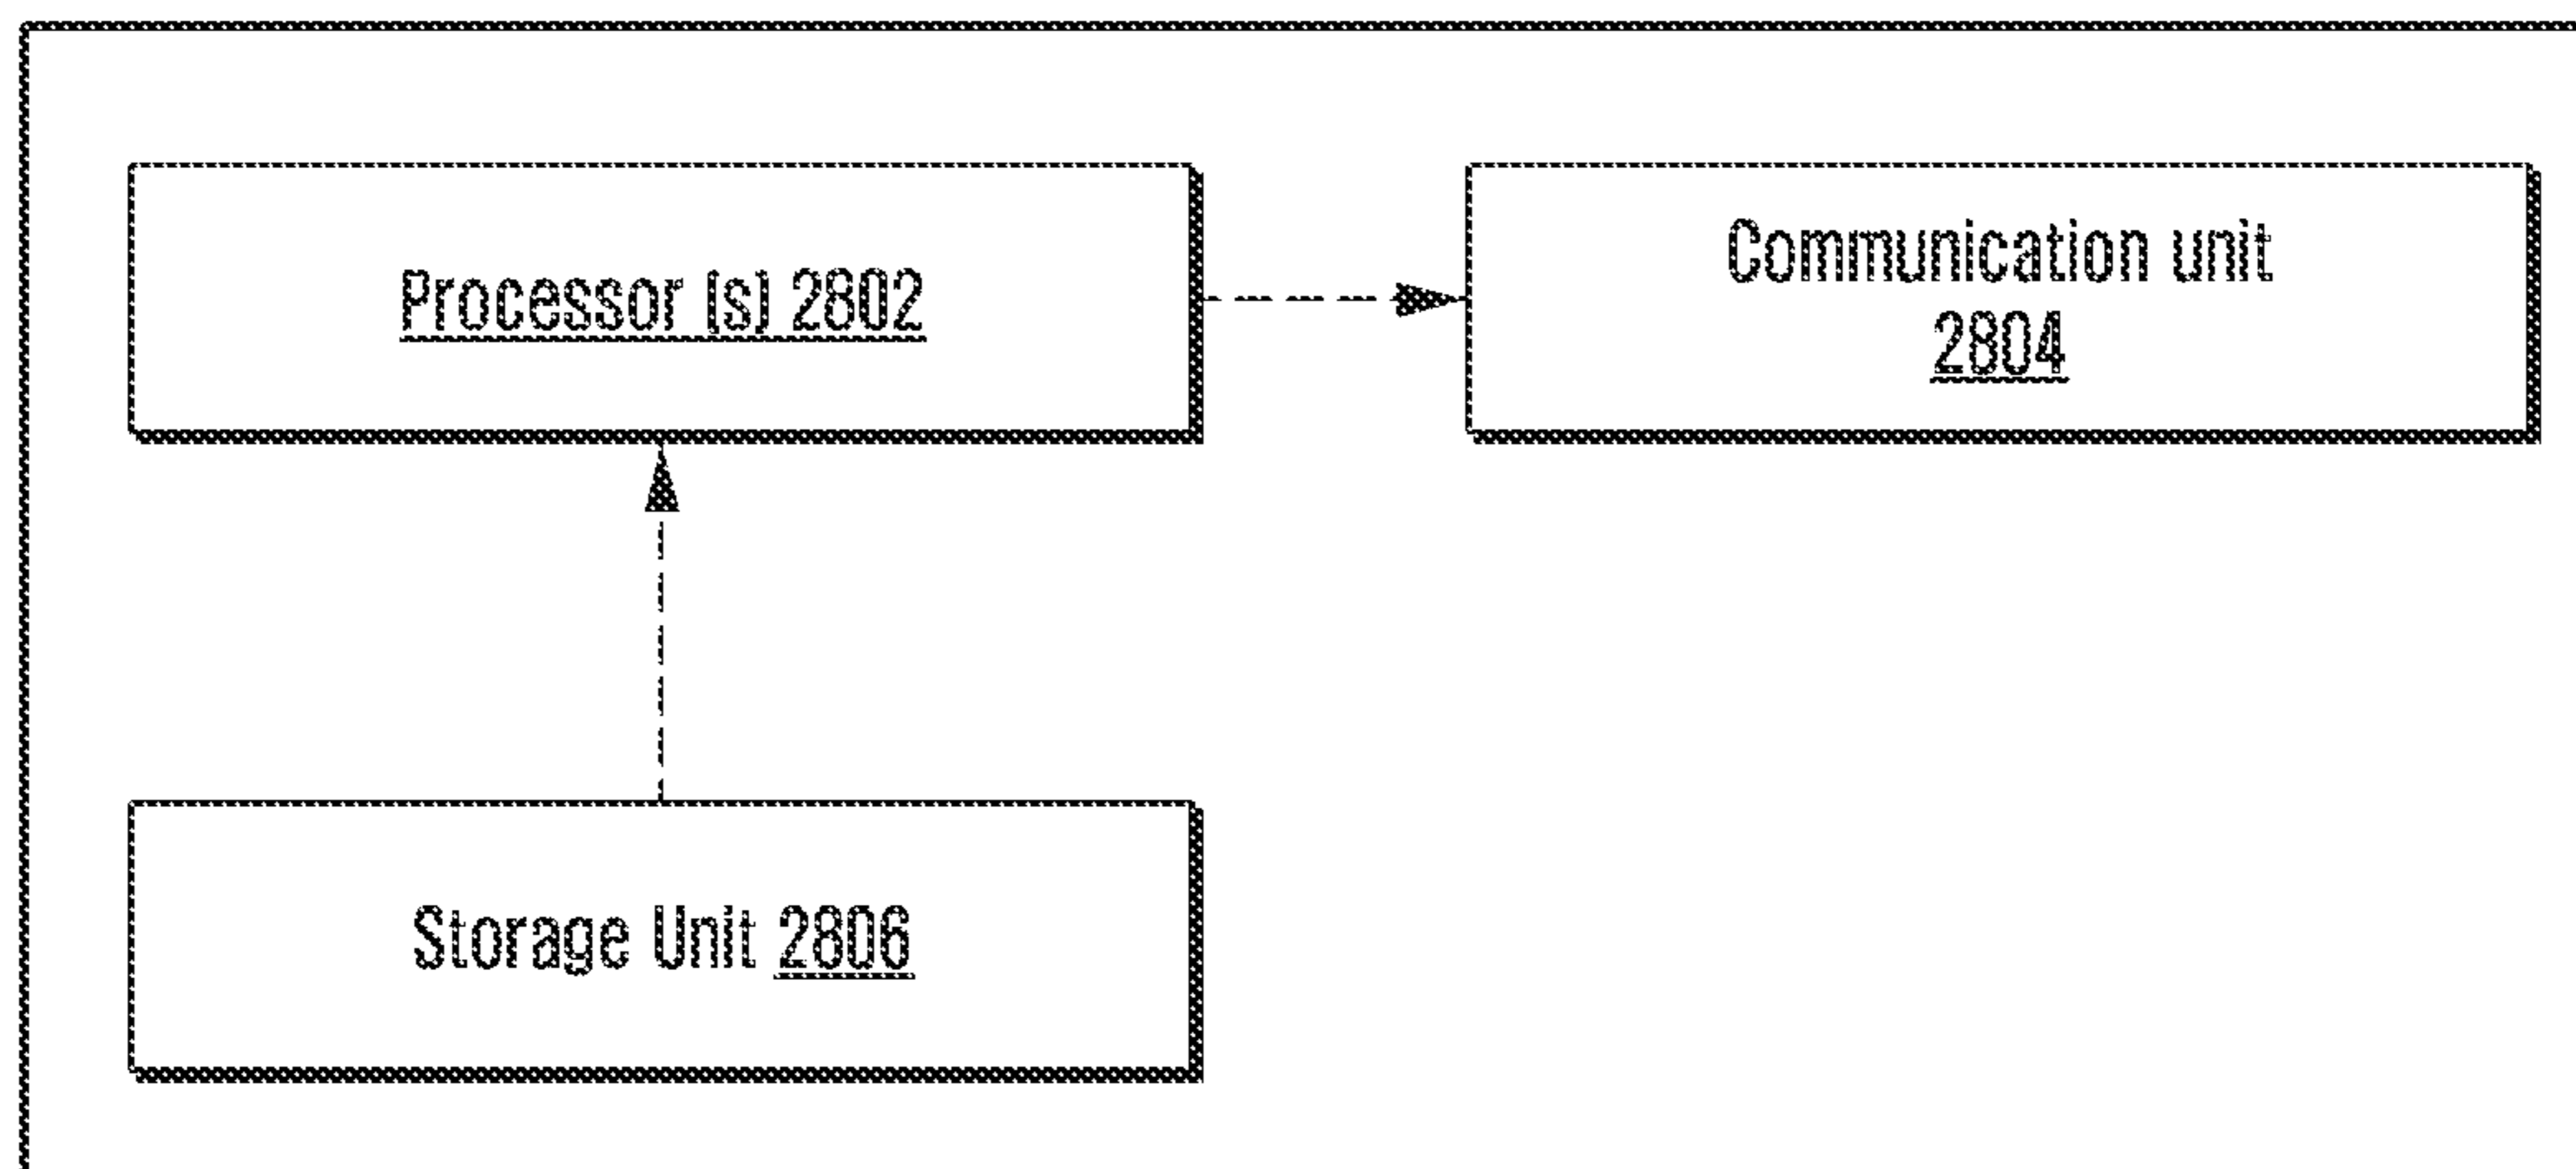 Processor (s) 2802
Communication unit
2804
Storage Unit 2806